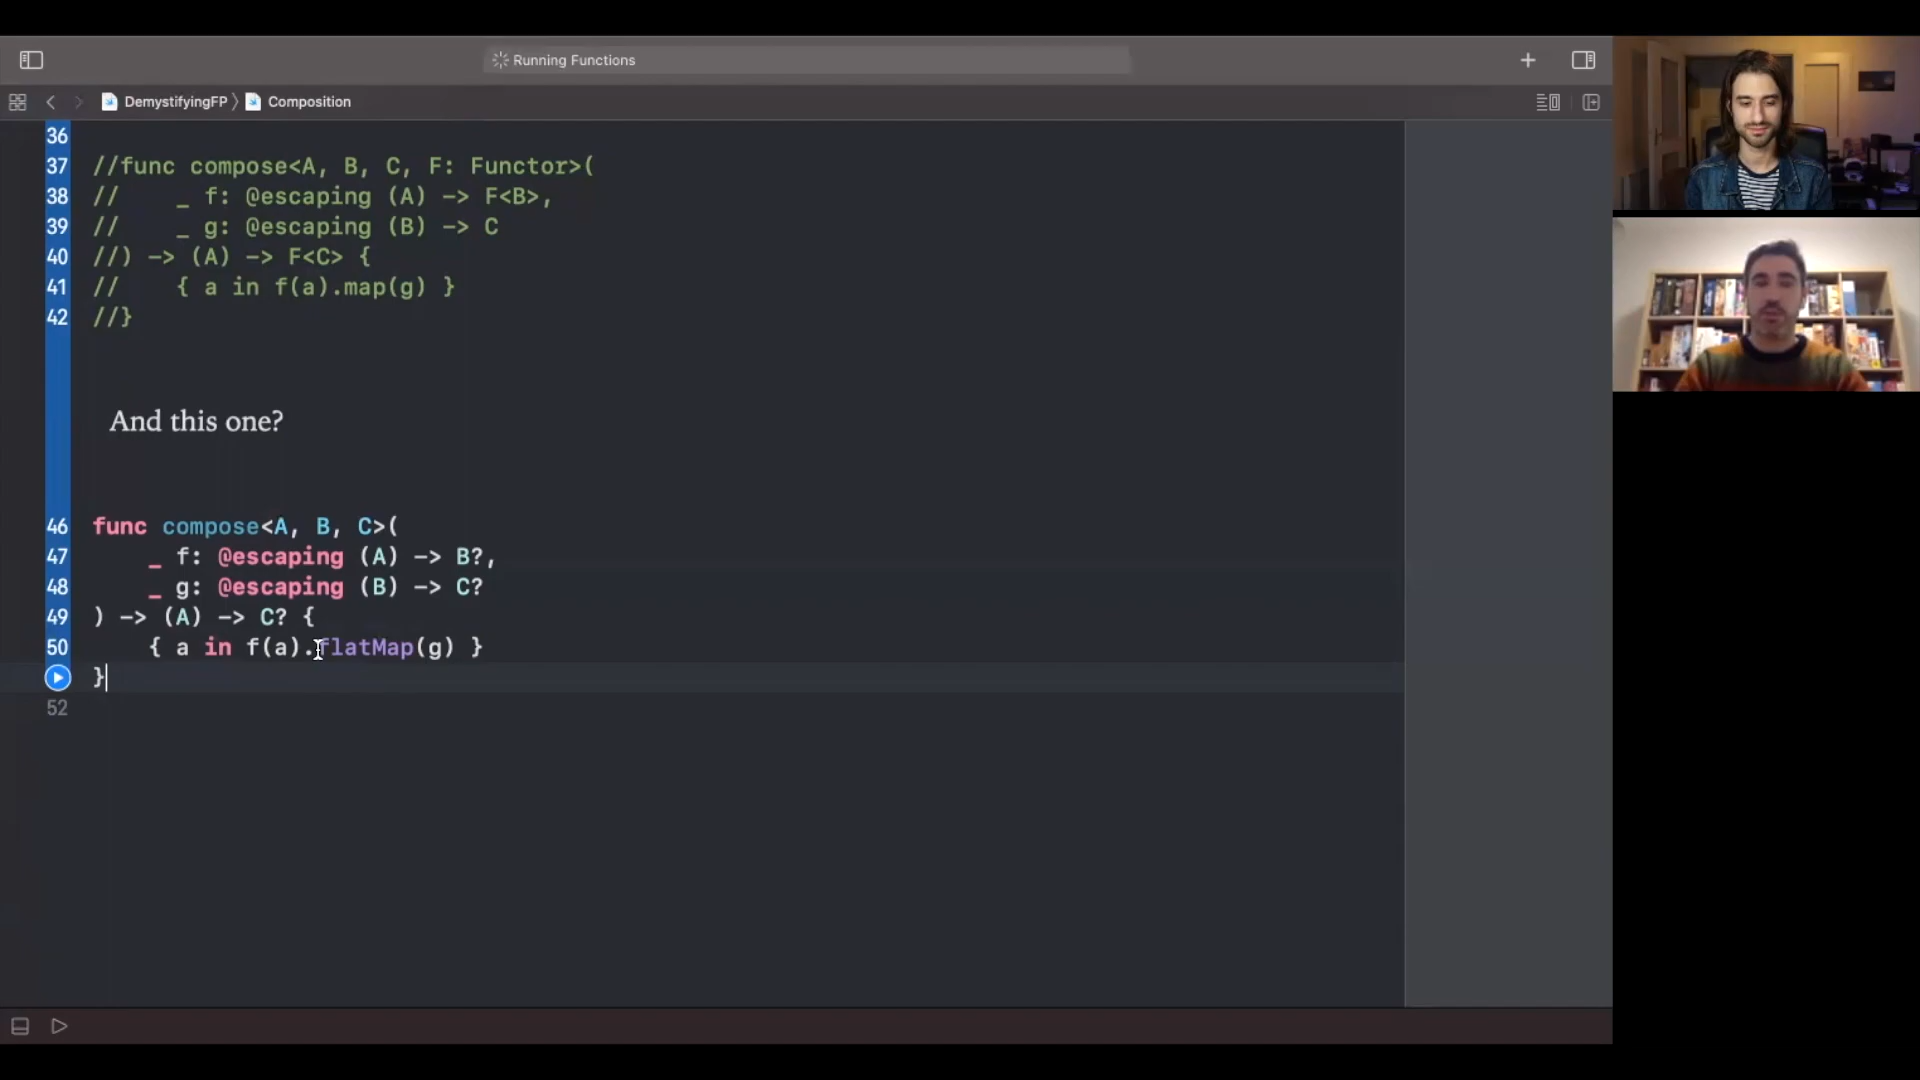 Running Functions
DemystifyingFP
Composition
36
37 //func compose<A, B, C, F: Functor>(
38 //    _ f: @escaping (A) -> F<B>,
39 //    _ g: @escaping (B) -> C
40 //) -> (A) -> F<C> {
41 //    { a in f(a).map(g) }
42 //}
And this one?
46 func compose<A, B, C>(
47     _ f: @escaping (A) -> B?,
48     _ g: @escaping (B) -> C?
49 ) -> (A) -> C? {
50     { a in f(a).flatMap(g) }
}
52